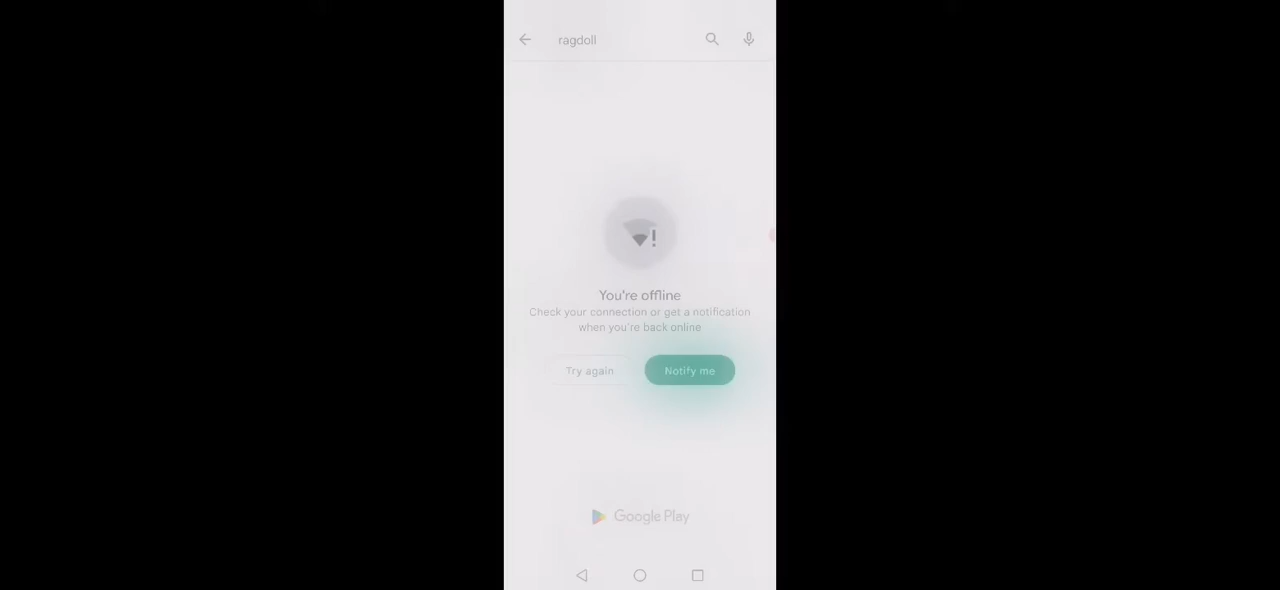 ragdoll
You're offline
Check your connection or get a notification
when you're back online
Try again
Notify me
Google Play